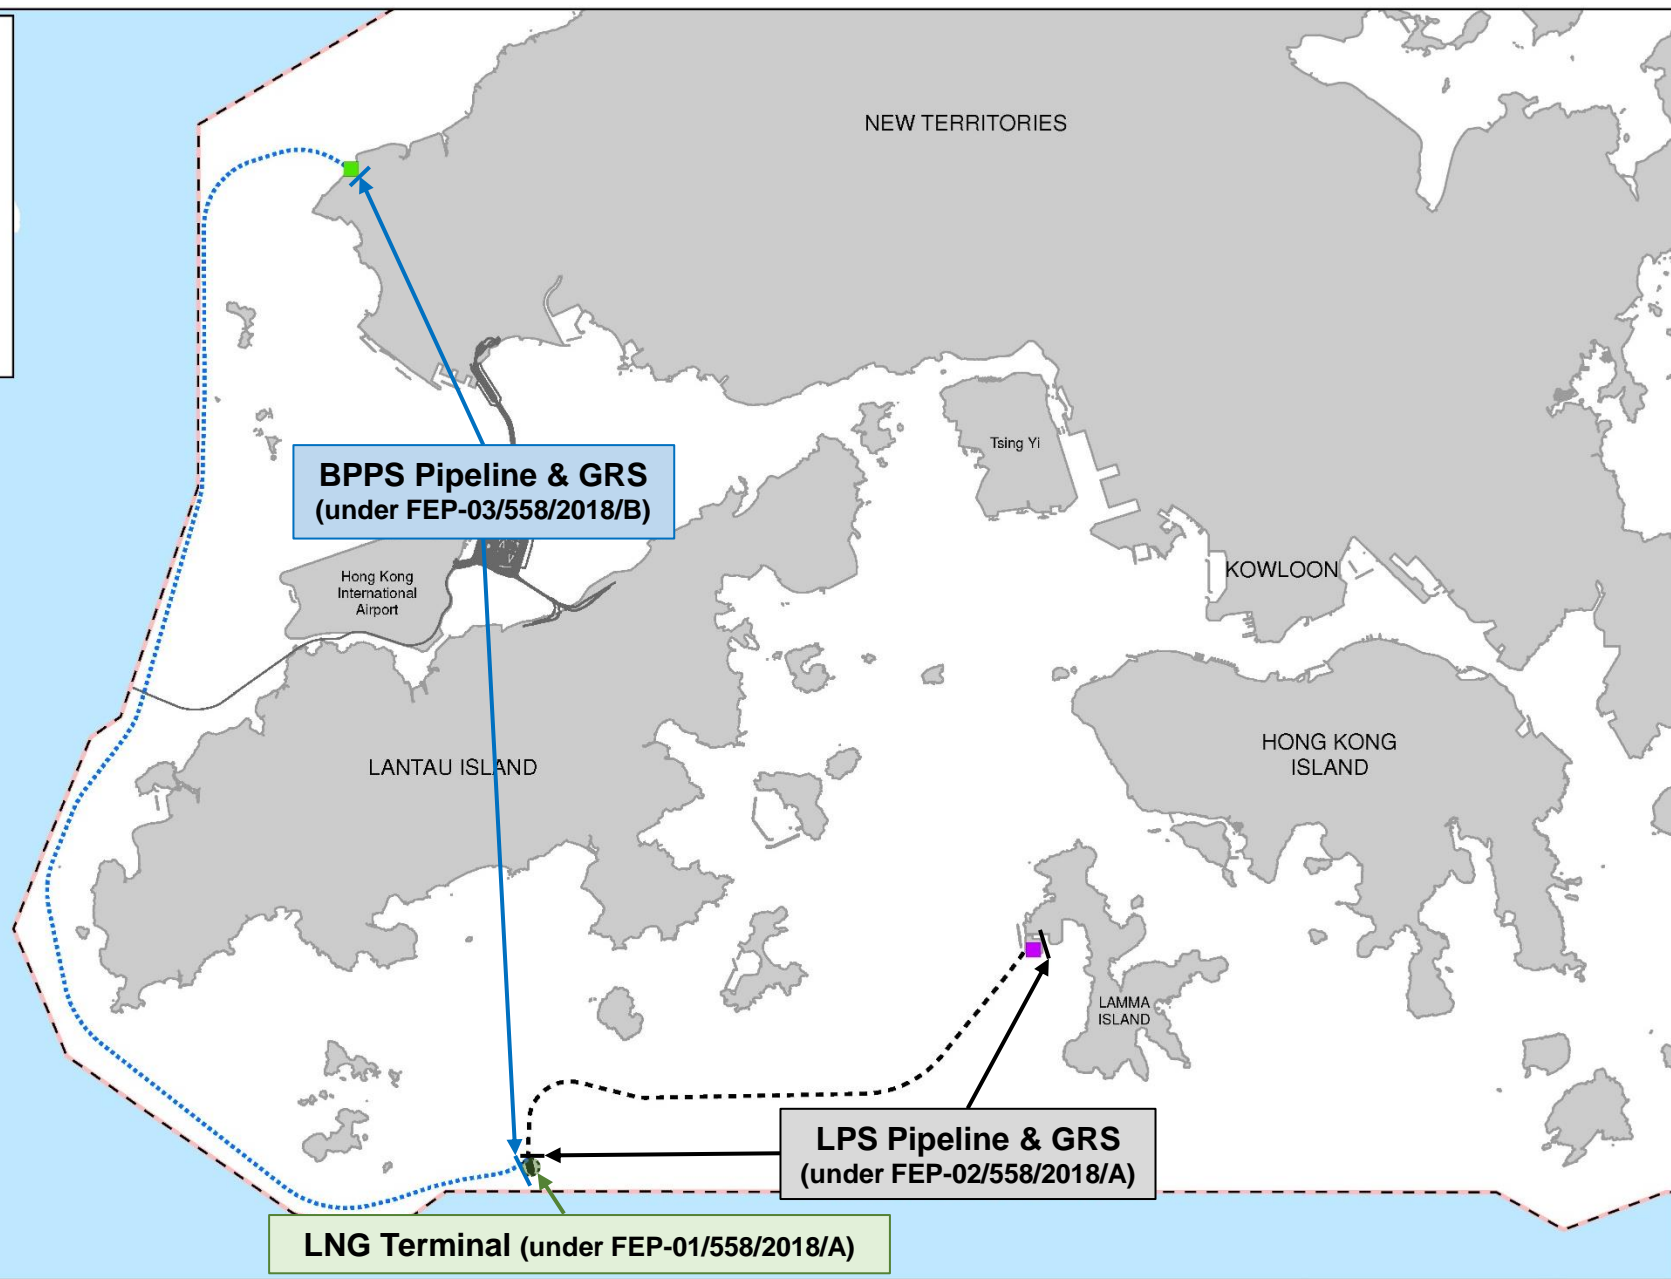 NEW TERRITORIES
Tsing Yi
BPPS Pipeline & GRS
(under FEP-03/558/2018/B)
Hong Kong
International
Airport
KOWLOON
LANTAU ISLAND
HONG KONG
ISLAND
LAMMA
ISLAND
LPS Pipeline & GRS
(under FEP-02/558/2018/A)
LNG Terminal (under FEP-01/558/2018/A)